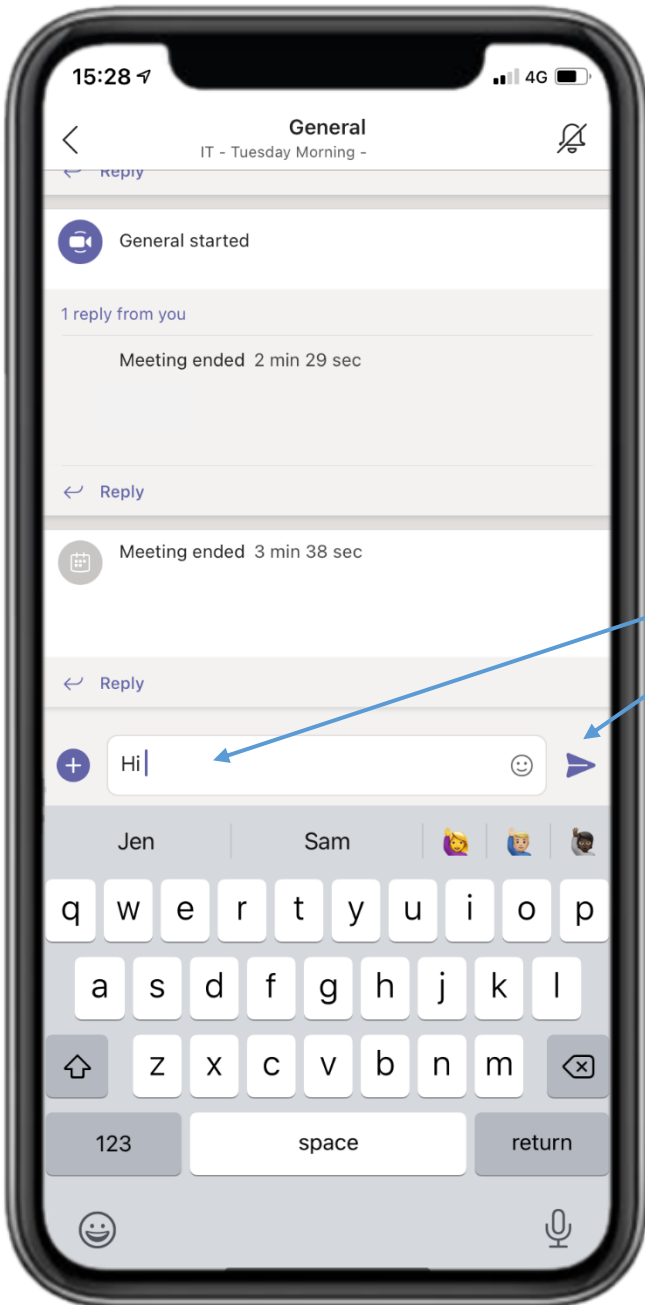 15:28 4G
General
IT - Tuesday Morning -
Reply
General started
1 reply from you
Meeting ended 2 min 29 sec
Reply
Meeting ended 3 min 38 sec
Reply
Hi
Jen Sam
q w e r t y u i o p
a s d f g h j k l
z x c v b n m
123 space return